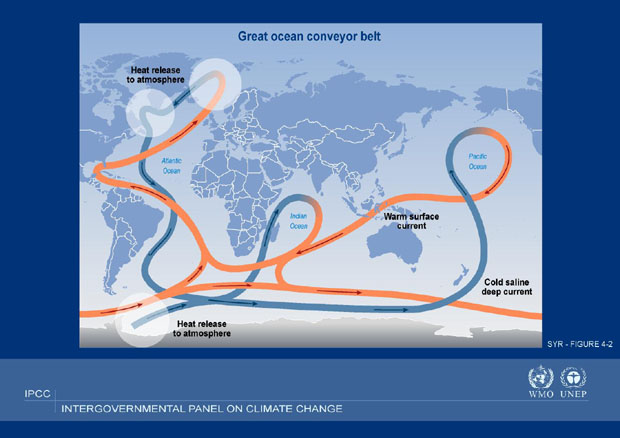 Great ocean conveyor belt
Heat release
to atmosphere
Atlantic
Ocean
Pacific
Ocean
Indian
Ocean
Warm surface
current
Cold saline
deep current
Heat release
to atmosphere
SYR - FIGURE 4-2
WMO UNEP
IPCC
INTERGOVERNMENTAL PANEL ON CLIMATE CHANGE